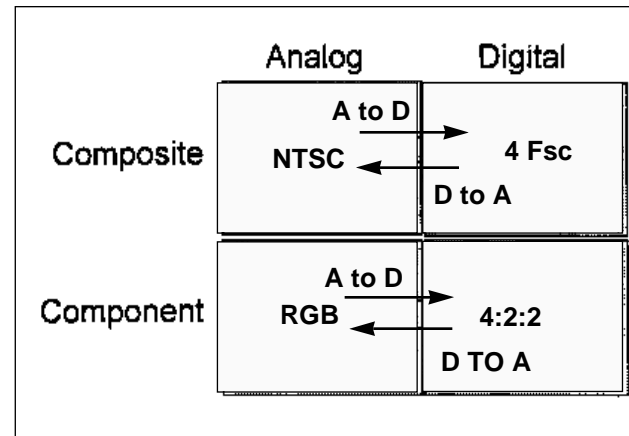 Analog Digital
A to D
Composite NTSC 4 Fsc
D to A
A to D
Component RGB 4:2:2
D TO A